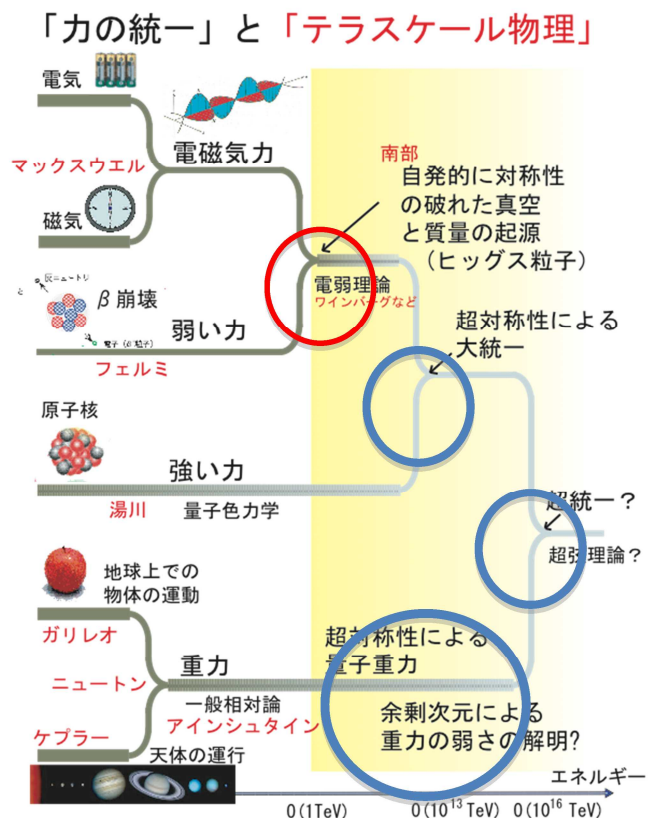 「力の統一」と「テラスケール物理」
電気
マックスウエル
電磁気力
磁気
南部
自発的に対称性
の破れた真空
と質量の起源
（ヒッグス粒子）
電弱理論
ワインバーグなど
反ニュートリ
と
β崩壊
弱い力
フェルミ
超対称性による
大統一
原子核
強い力
湯川
量子色力学
超統一？
超弦理論？
地球上での
物体の運動
ガリレオ
ニュートン
重力
一般相対論
アインシュタイン
ケプラー
天体の運行
超対称性による
量子重力
余剰次元による
重力の弱さの解明?
エネルギー
O(1TeV)
O(10¹³ TeV)
O(10¹⁶ TeV)